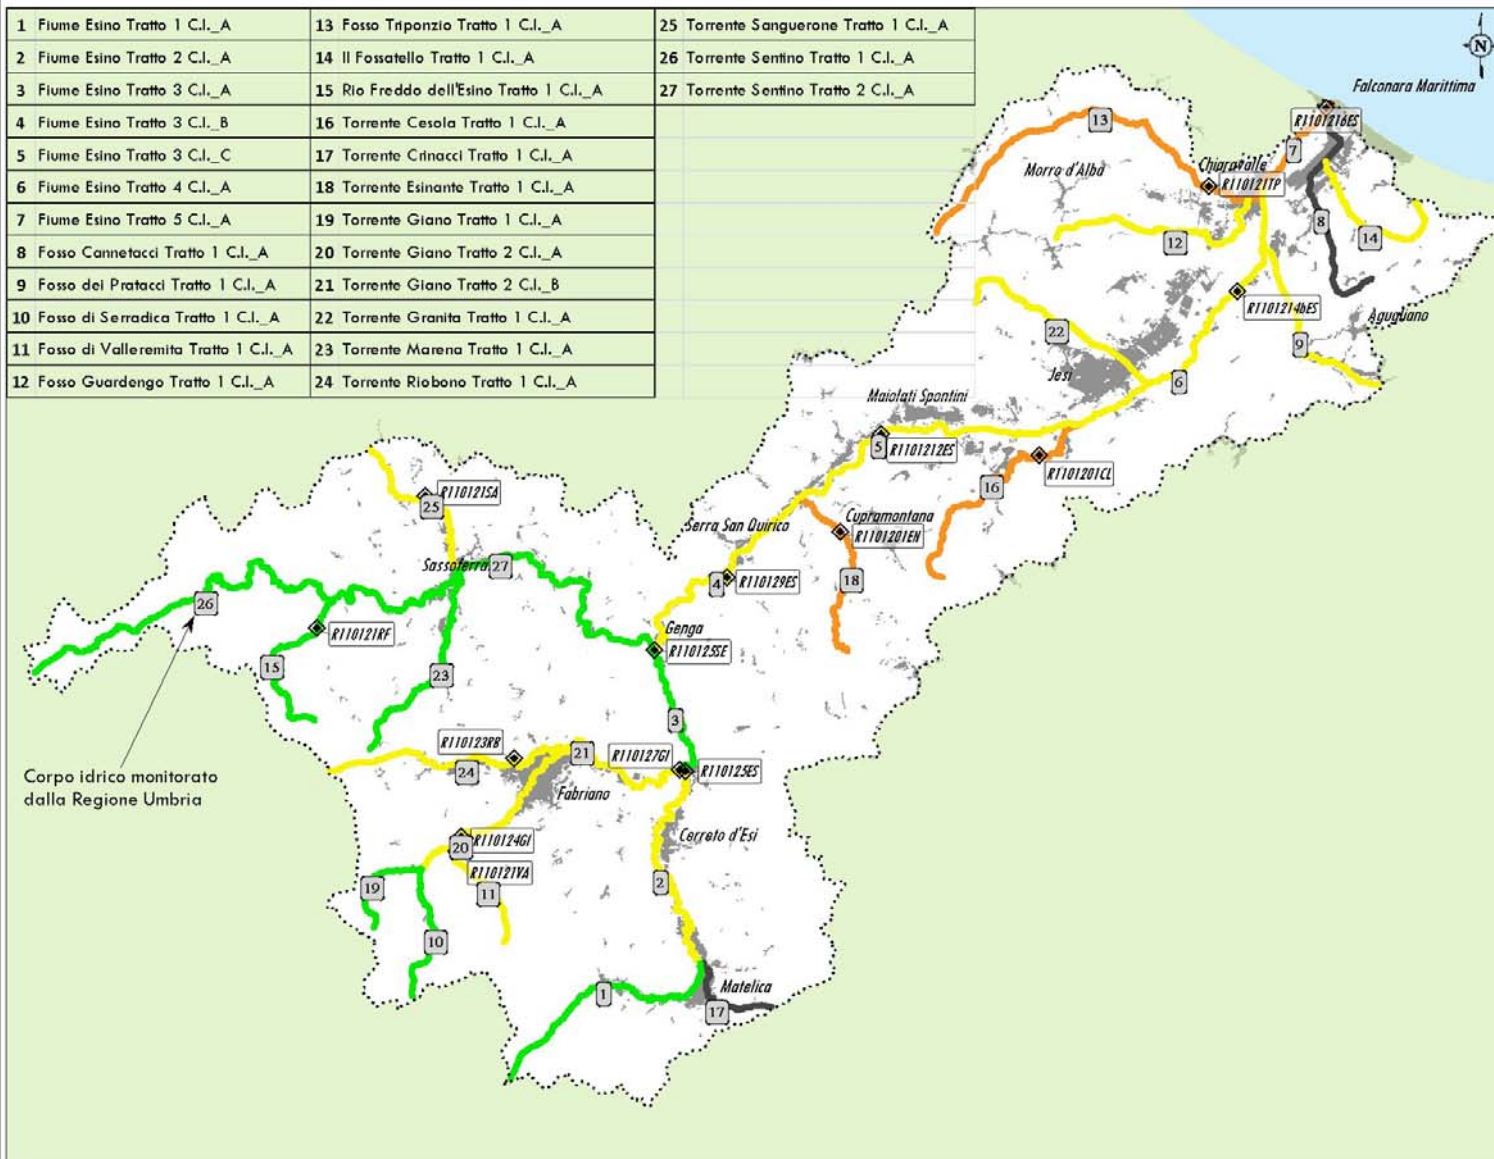 1 Fiume Esino Tratto 1 C.I._A
2 Fiume Esino Tratto 2 C.I._A
3 Fiume Esino Tratto 3 C.I._A
4 Fiume Esino Tratto 3 C.I._B
5 Fiume Esino Tratto 3 C.I._C
6 Fiume Esino Tratto 4 C.I._A
7 Fiume Esino Tratto 5 C.I._A
8 Fosso Cannetacci Tratto 1 C.I._A
9 Fosso dei Pratacci Tratto 1 C.I._A
10 Fosso di Serradica Tratto 1 C.I._A
11 Fosso di Valleremita Tratto 1 C.I._A
12 Fosso Guardengo Tratto 1 C.I._A
13 Fosso Triponzio Tratto 1 C.I._A
14 Il Fossatello Tratto 1 C.I._A
15 Rio Freddo dell'Esino Tratto 1 C.I._A
16 Torrente Cesola Tratto 1 C.I._A
17 Torrente Crinacci Tratto 1 C.I._A
18 Torrente Esinante Tratto 1 C.I._A
19 Torrente Giano Tratto 1 C.I._A
20 Torrente Giano Tratto 2 C.I._A
21 Torrente Giano Tratto 2 C.I._B
22 Torrente Granita Tratto 1 C.I._A
23 Torrente Marena Tratto 1 C.I._A
24 Torrente Riobono Tratto 1 C.I._A
25 Torrente Sanguerone Tratto 1 C.I._A
26 Torrente Sentino Tratto 1 C.I._A
27 Torrente Sentino Tratto 2 C.I._A
N
Falconara Marittima
R1101216ES
13
7
Chiaravalle
Morro d'Alba
R110121TP
8
14
12
R1101214bES
Agugliano
22
9
Jesi
6
Maiolati Spontini
5
R1101212ES
R1101201CL
16
R110121SA
25
Cupramontana
Serra San Quirico
R1101201EN
Sassoferrato
27
4
R110129ES
18
26
R110121RF
Genga
R110125SE
15
23
3
R110123RB
21
R110127GI
R110125ES
24
Corpo idrico monitorato
dalla Regione Umbria
Fabriano
Cerreto d'Esi
R110124GI
20
R110121VA
19
11
2
10
Matelica
1
17